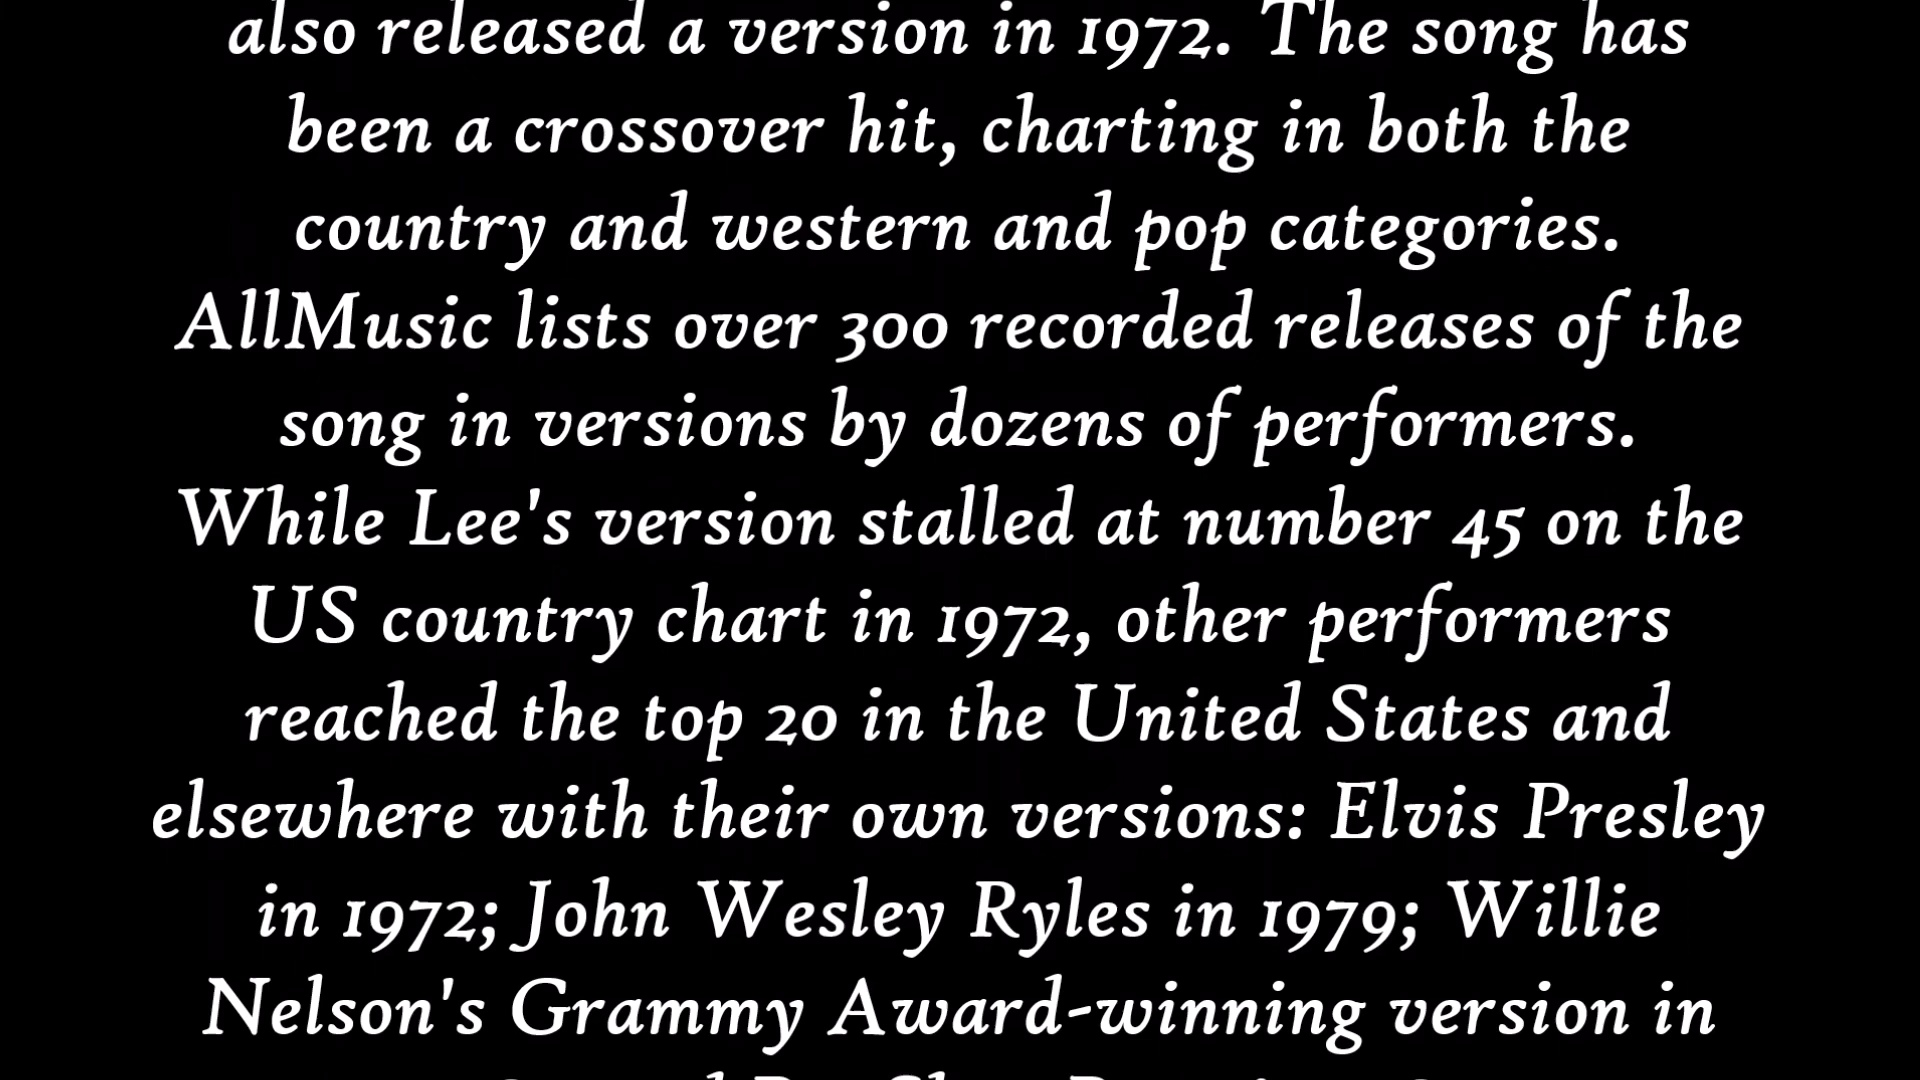 also released a version in 1972. The song has
been a crossover hit, charting in both the
country and western and pop categories.
AllMusic lists over 300 recorded releases of the
song in versions by dozens of performers.
While Lee's version stalled at number 45 on the
US country chart in 1972, other performers
reached the top 20 in the United States and
elsewhere with their own versions: Elvis Presley
in 1972; John Wesley Ryles in 1979; Willie
Nelson's Grammy Award-winning version in